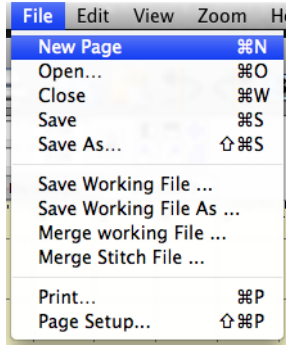 File Edit View Zoom
New Page ⌘N
Open... ⌘O
Close ⌘W
Save ⌘S
Save As... ⇧⌘S
Save Working File ...
Save Working File As ...
Merge working File ...
Merge Stitch File ...
Print... ⌘P
Page Setup... ⇧⌘P